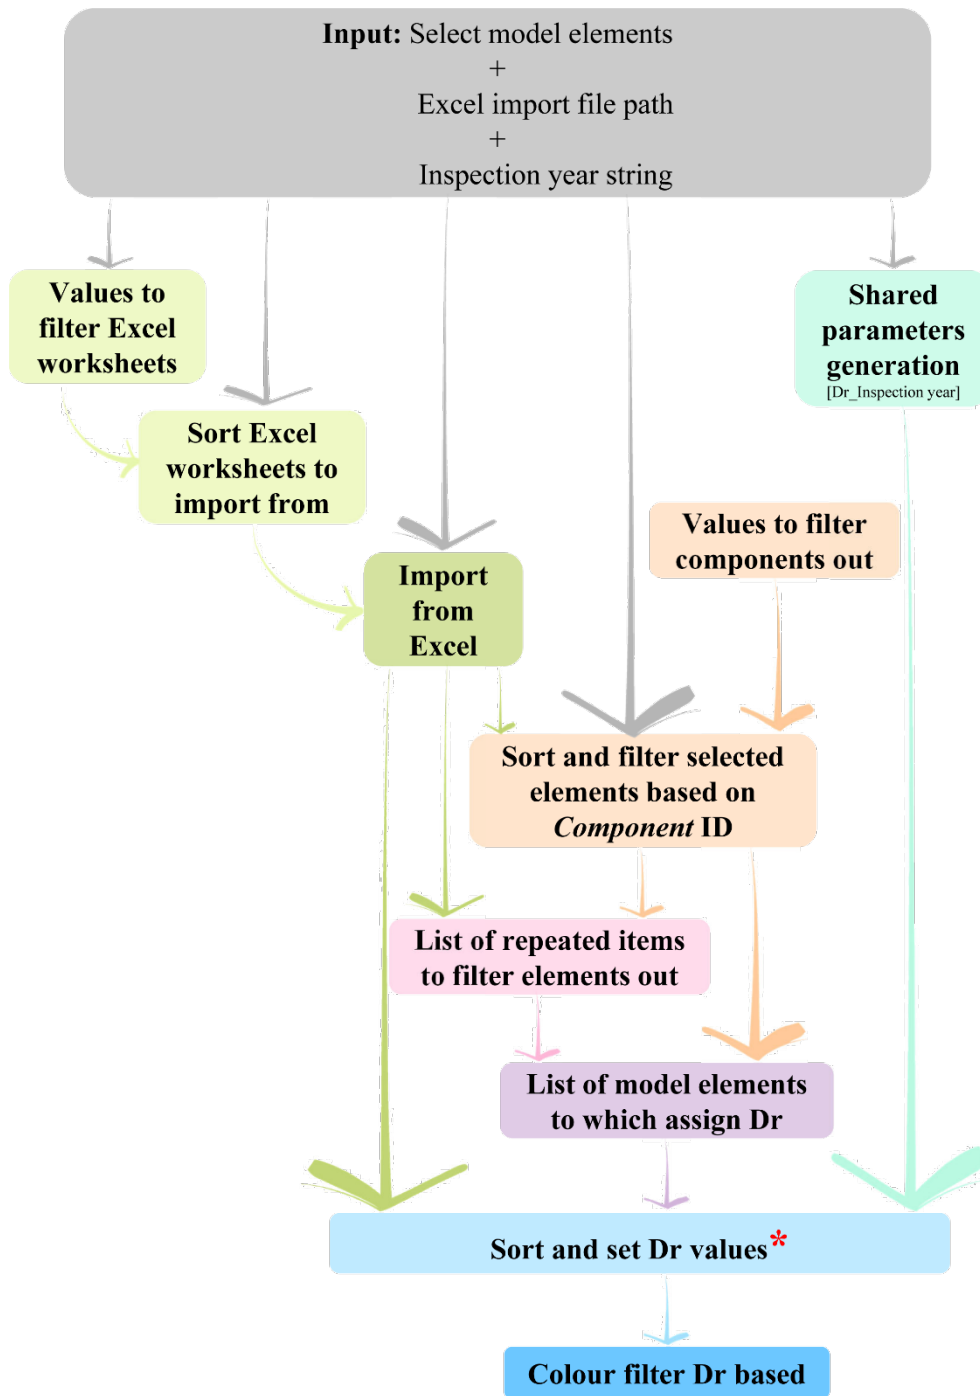 Input: Select model elements
+
Excel import file path
+
Inspection year string
Values to
filter Excel
worksheets
Shared
parameters
generation
[Dr_Inspection year]
Sort Excel
worksheets to
import from
Values to filter
components out
Import
from
Excel
Sort and filter selected
elements based on
Component ID
List of repeated items
to filter elements out
List of model elements
to which assign Dr
Sort and set Dr values*
Colour filter Dr based